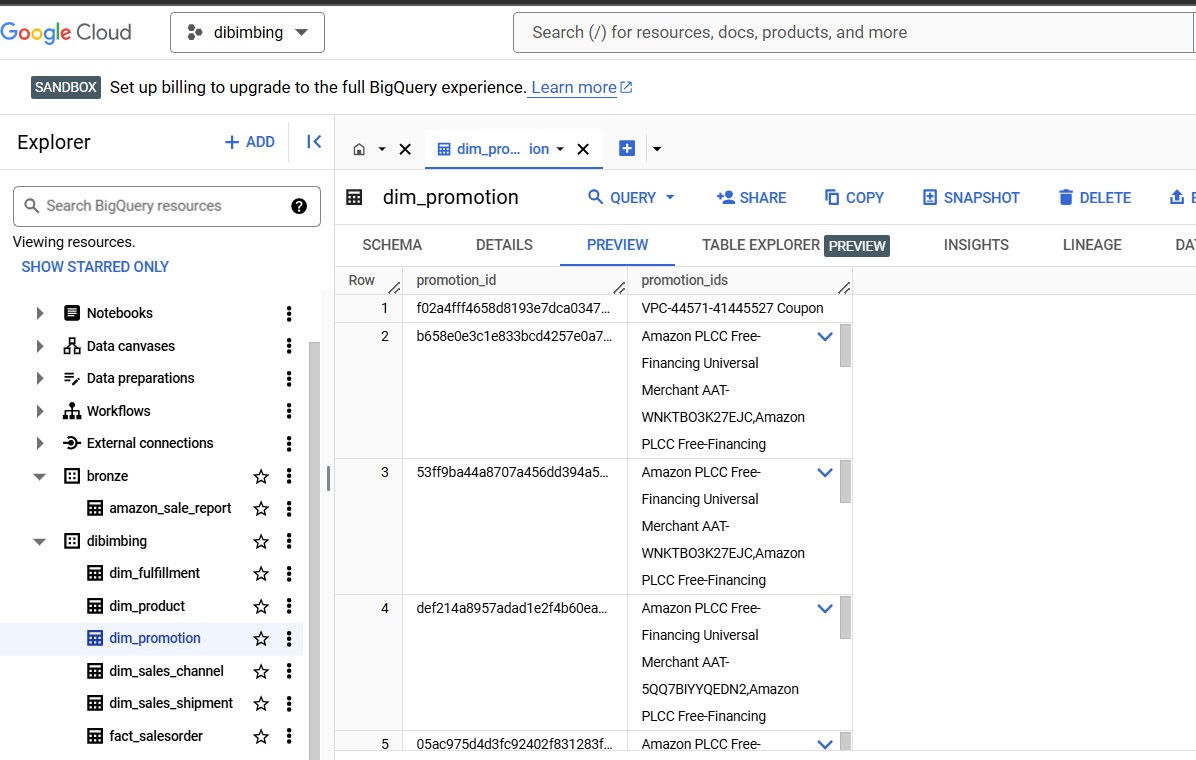 Google Cloud
dibimbing
Search (/) for resources, docs, products, and more
SANDBOX Set up billing to upgrade to the full BigQuery experience. Learn more
Explorer
+ ADD
Search BigQuery resources
Viewing resources.
SHOW STARRED ONLY
Notebooks
Data canvases
Data preparations
Workflows
External connections
bronze
amazon_sale_report
dibimbing
dim_fulfillment
dim_product
dim_promotion
dim_sales_channel
dim_sales_shipment
fact_salesorder
dim_pro... ion
dim_promotion
QUERY
SHARE
COPY
SNAPSHOT
DELETE
E
SCHEMA
DETAILS
PREVIEW
TABLE EXPLORER PREVIEW
INSIGHTS
LINEAGE
DA
Row promotion_id promotion_ids
1 f02a4fff4658d8193e7dca0347... VPC-44571-41445527 Coupon
2 b658e0e3c1e833bcd4257e0a7... Amazon PLCC Free-
Financing Universal
Merchant AAT-
WNKTBO3K27EJC,Amazon
PLCC Free-Financing
3 53ff9ba44a8707a456dd394a5... Amazon PLCC Free-
Financing Universal
Merchant AAT-
WNKTBO3K27EJC,Amazon
PLCC Free-Financing
4 def214a8957adad1e2f4b60ea... Amazon PLCC Free-
Financing Universal
Merchant AAT-
5QQ7BIYYQEDN2,Amazon
PLCC Free-Financing
5 05ac975d4d3fc92402f831283f... Amazon PLCC Free-